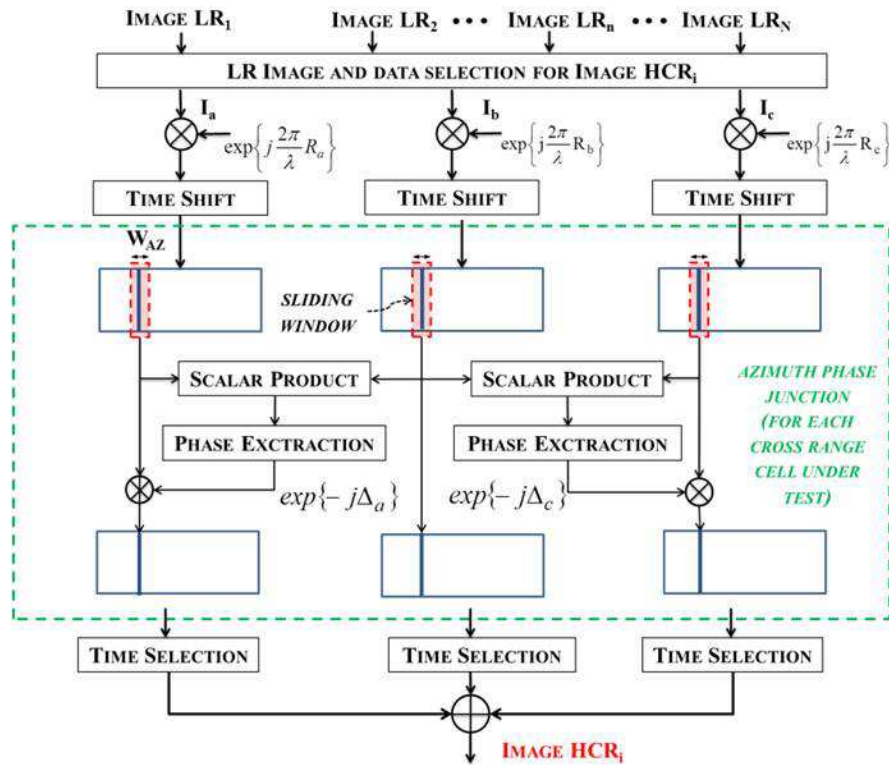 IMAGE LR1 IMAGE LR2 ••• IMAGE LRn ••• IMAGE LRN
LR IMAGE AND DATA SELECTION FOR IMAGE HCRi
Ia Ib Ic
exp{j 2π/λ Ra} exp{j 2π/λ Rb} exp{j 2π/λ Rc}
TIME SHIFT TIME SHIFT TIME SHIFT
WAZ
SLIDING
WINDOW
SCALAR PRODUCT SCALAR PRODUCT
PHASE EXCTRACTION PHASE EXCTRACTION
AZIMUTH PHASE
JUNCTION
(FOR EACH
CROSS RANGE
CELL UNDER
TEST)
exp{− jΔa} exp{− jΔc}
TIME SELECTION TIME SELECTION TIME SELECTION
IMAGE HCRi